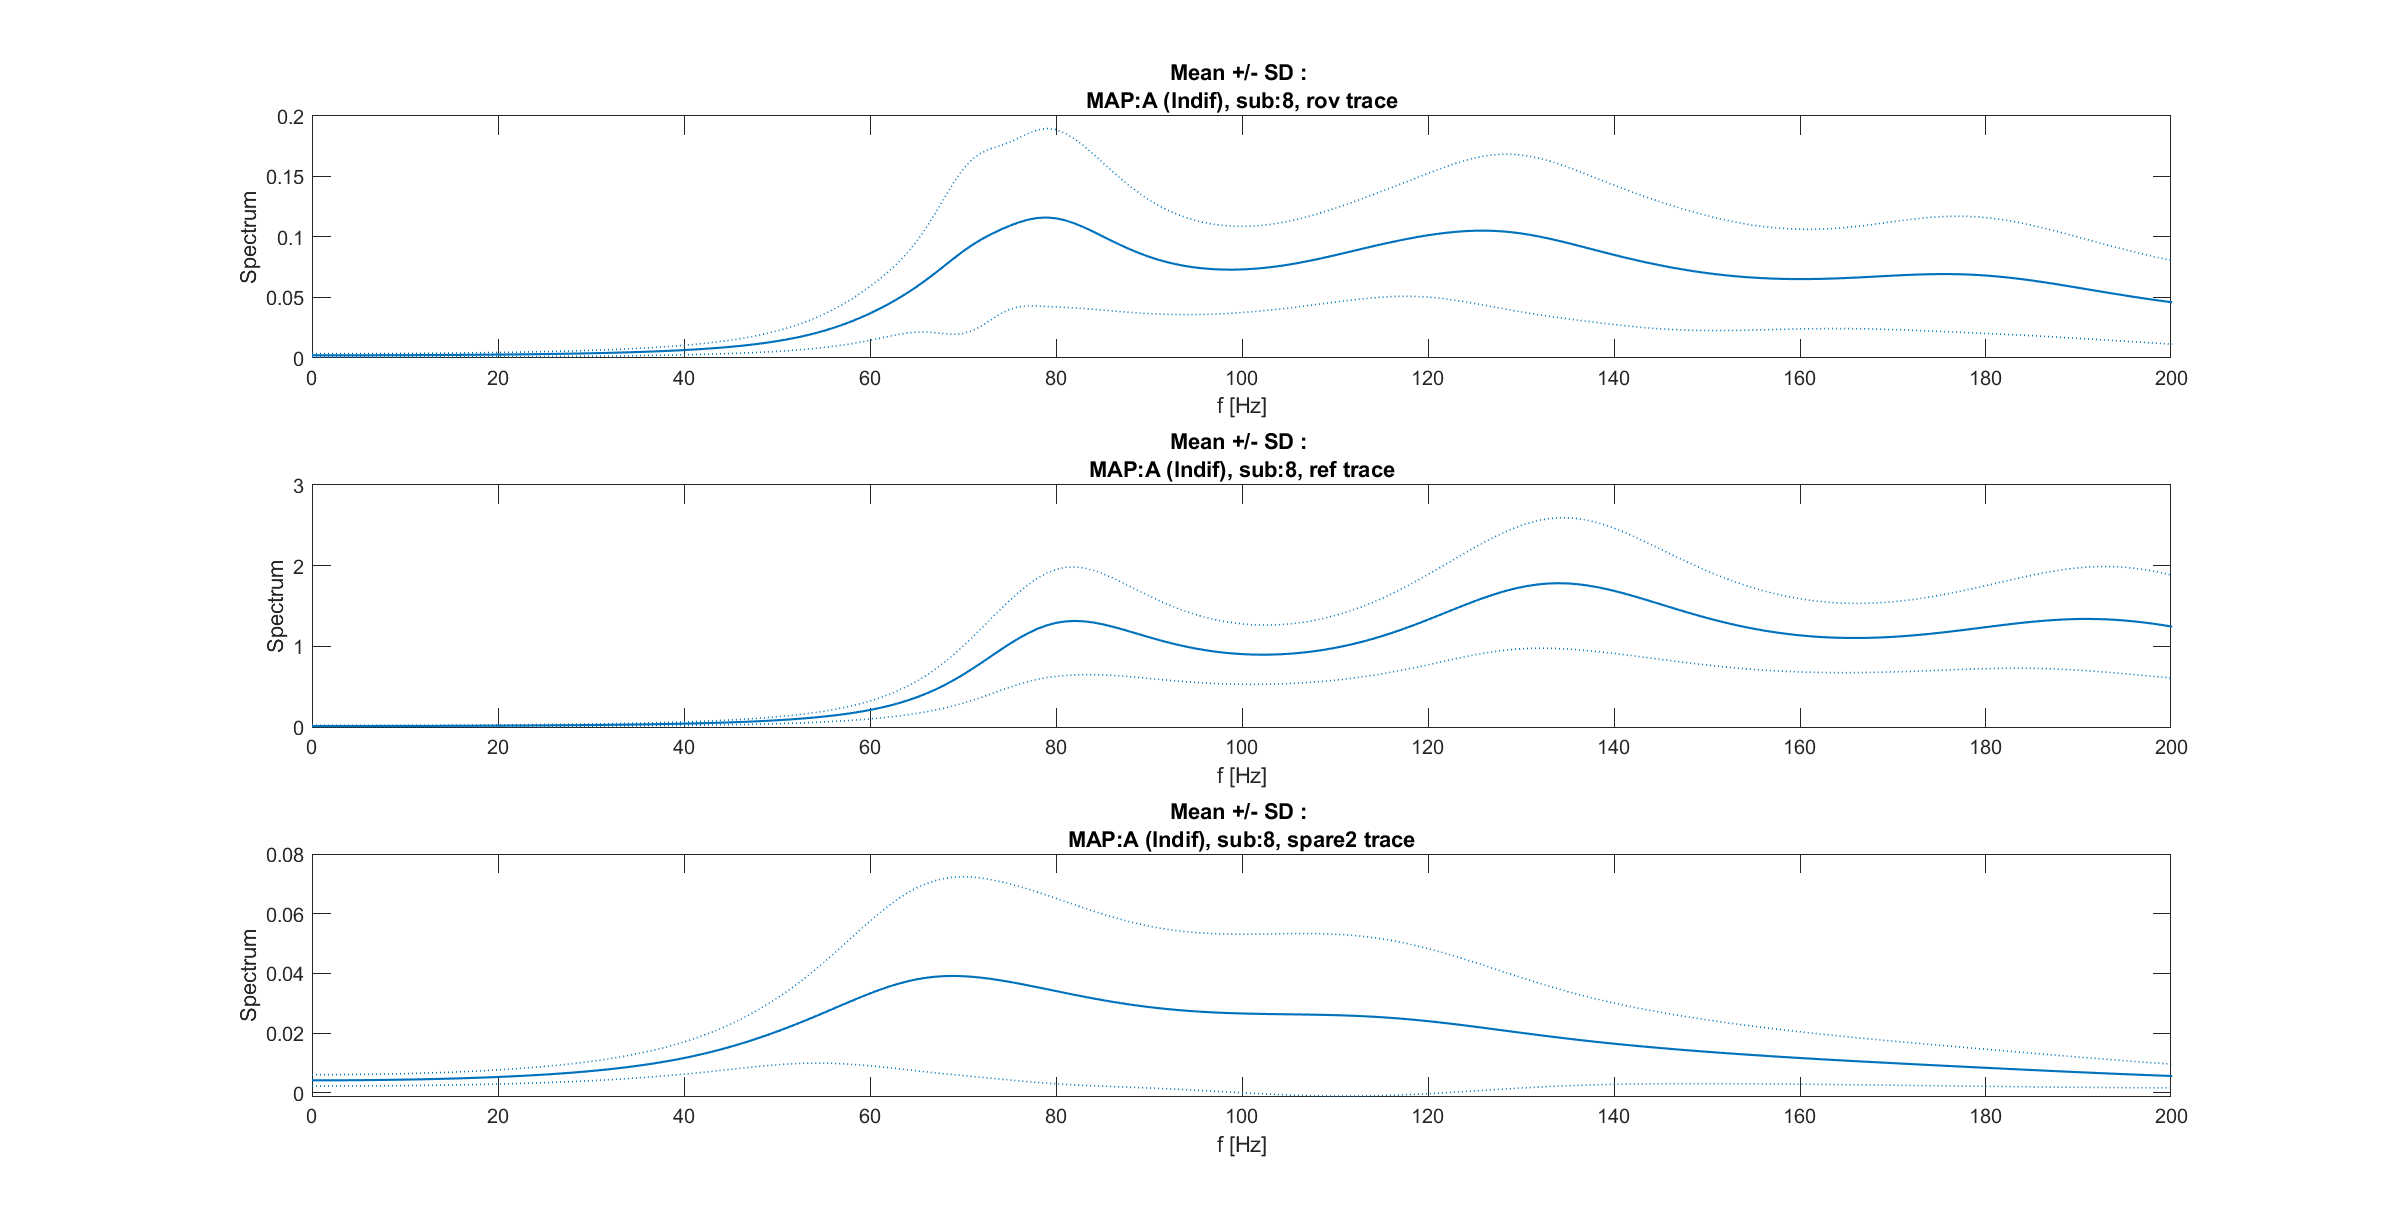 Mean +/- SD :
MAP:A (Indif), sub:8, rov trace
0.2
0.15
0.1
0.05
0
Spectrum
0 20 40 60 80 100 120 140 160 180 200
f [Hz]
Mean +/- SD :
MAP:A (Indif), sub:8, ref trace
3
2
1
0
Spectrum
0 20 40 60 80 100 120 140 160 180 200
f [Hz]
Mean +/- SD :
MAP:A (Indif), sub:8, spare2 trace
0.08
0.06
0.04
0.02
0
Spectrum
0 20 40 60 80 100 120 140 160 180 200
f [Hz]